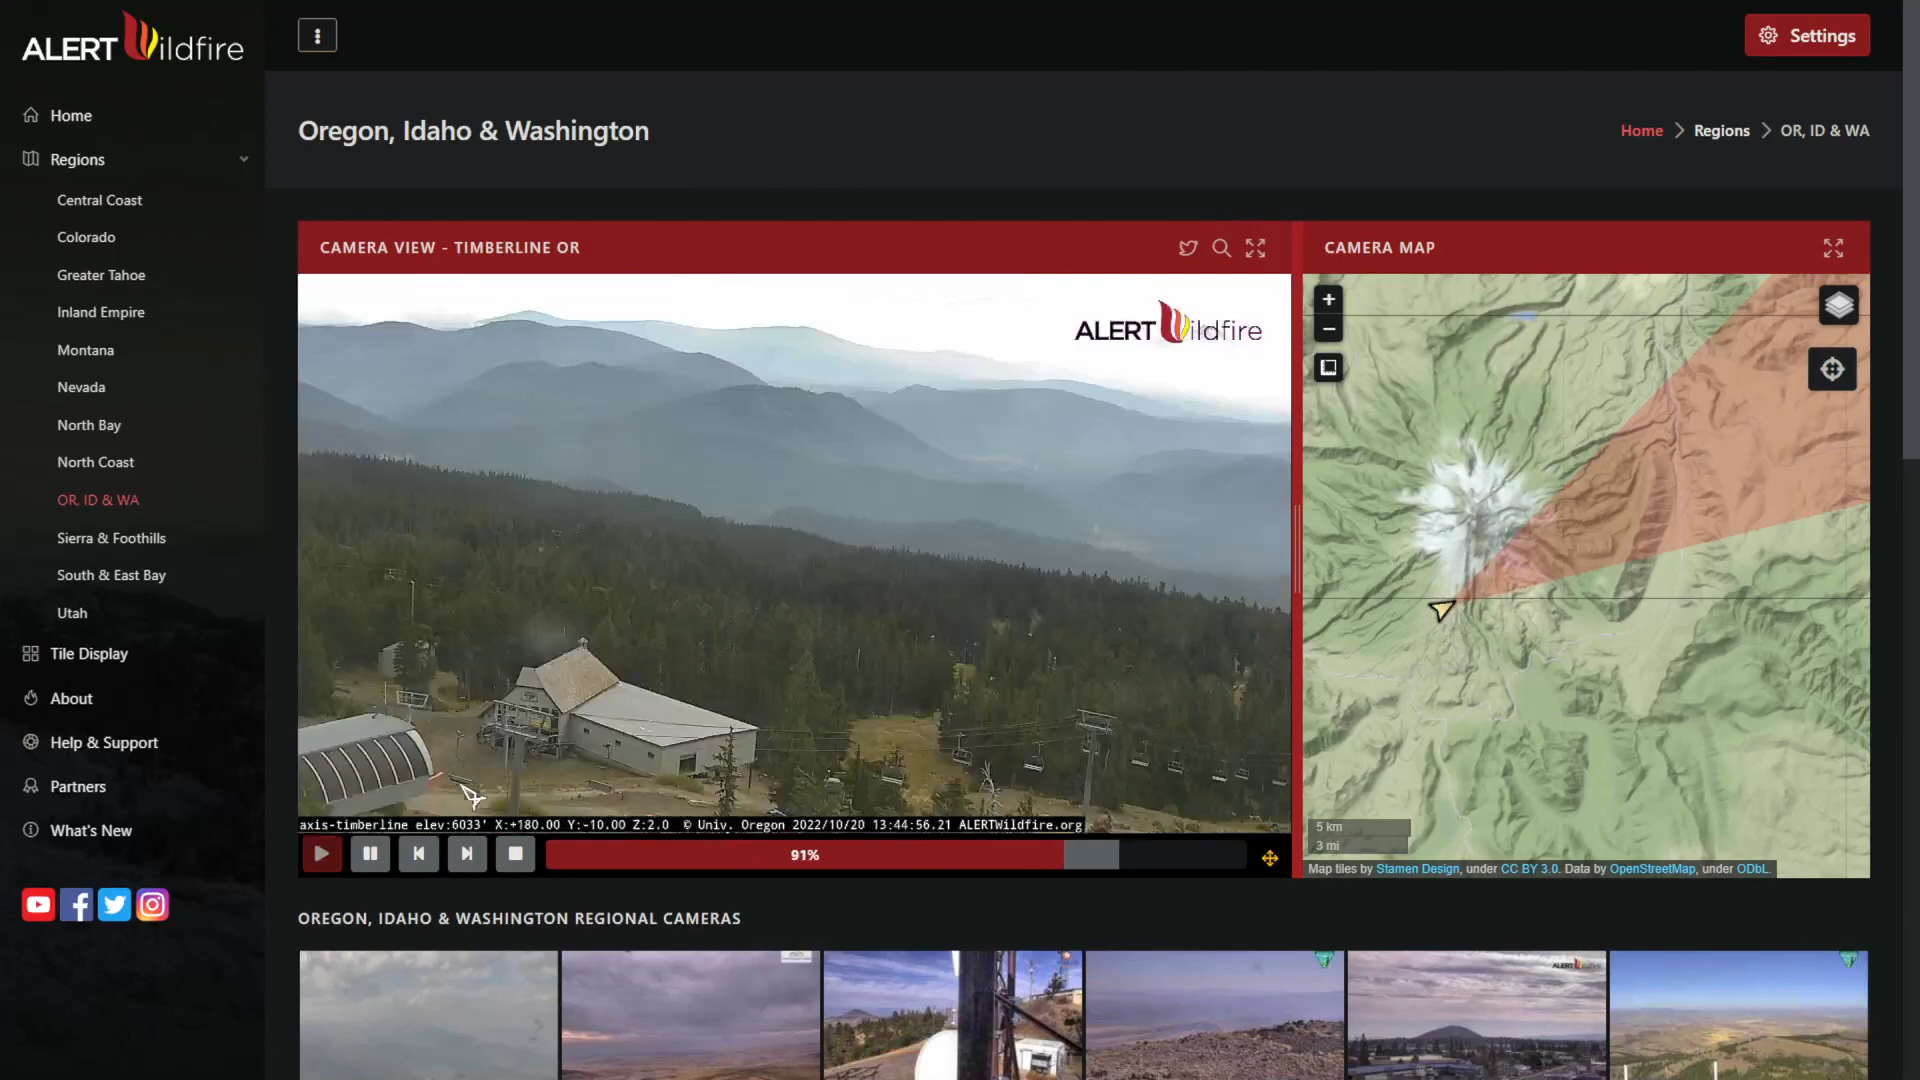 ALERT Wildfire
Settings
Home
Regions
Central Coast
Colorado
Greater Tahoe
Inland Empire
Montana
Nevada
North Bay
North Coast
OR, ID & WA
Sierra & Foothills
South & East Bay
Utah
Tile Display
About
Help & Support
Partners
What's New
Oregon, Idaho & Washington
Home > Regions > OR, ID & WA
CAMERA VIEW - TIMBERLINE OR
ALERT Wildfire
axis-timberline elev:6033' X:+180.00 Y:-10.00 Z:2.0 © Univ. Oregon 2022/10/20 13:44:56.21 ALERTWildfire.org
91%
CAMERA MAP
+
−
5 km
3 mi
Map tiles by Stamen Design, under CC BY 3.0. Data by OpenStreetMap, under ODbL.
OREGON, IDAHO & WASHINGTON REGIONAL CAMERAS